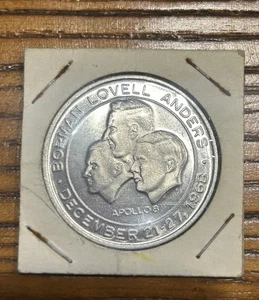 BORMAN LOVELL ANDERS
APOLLO 8
• DECEMBER 21-27, 1968 •